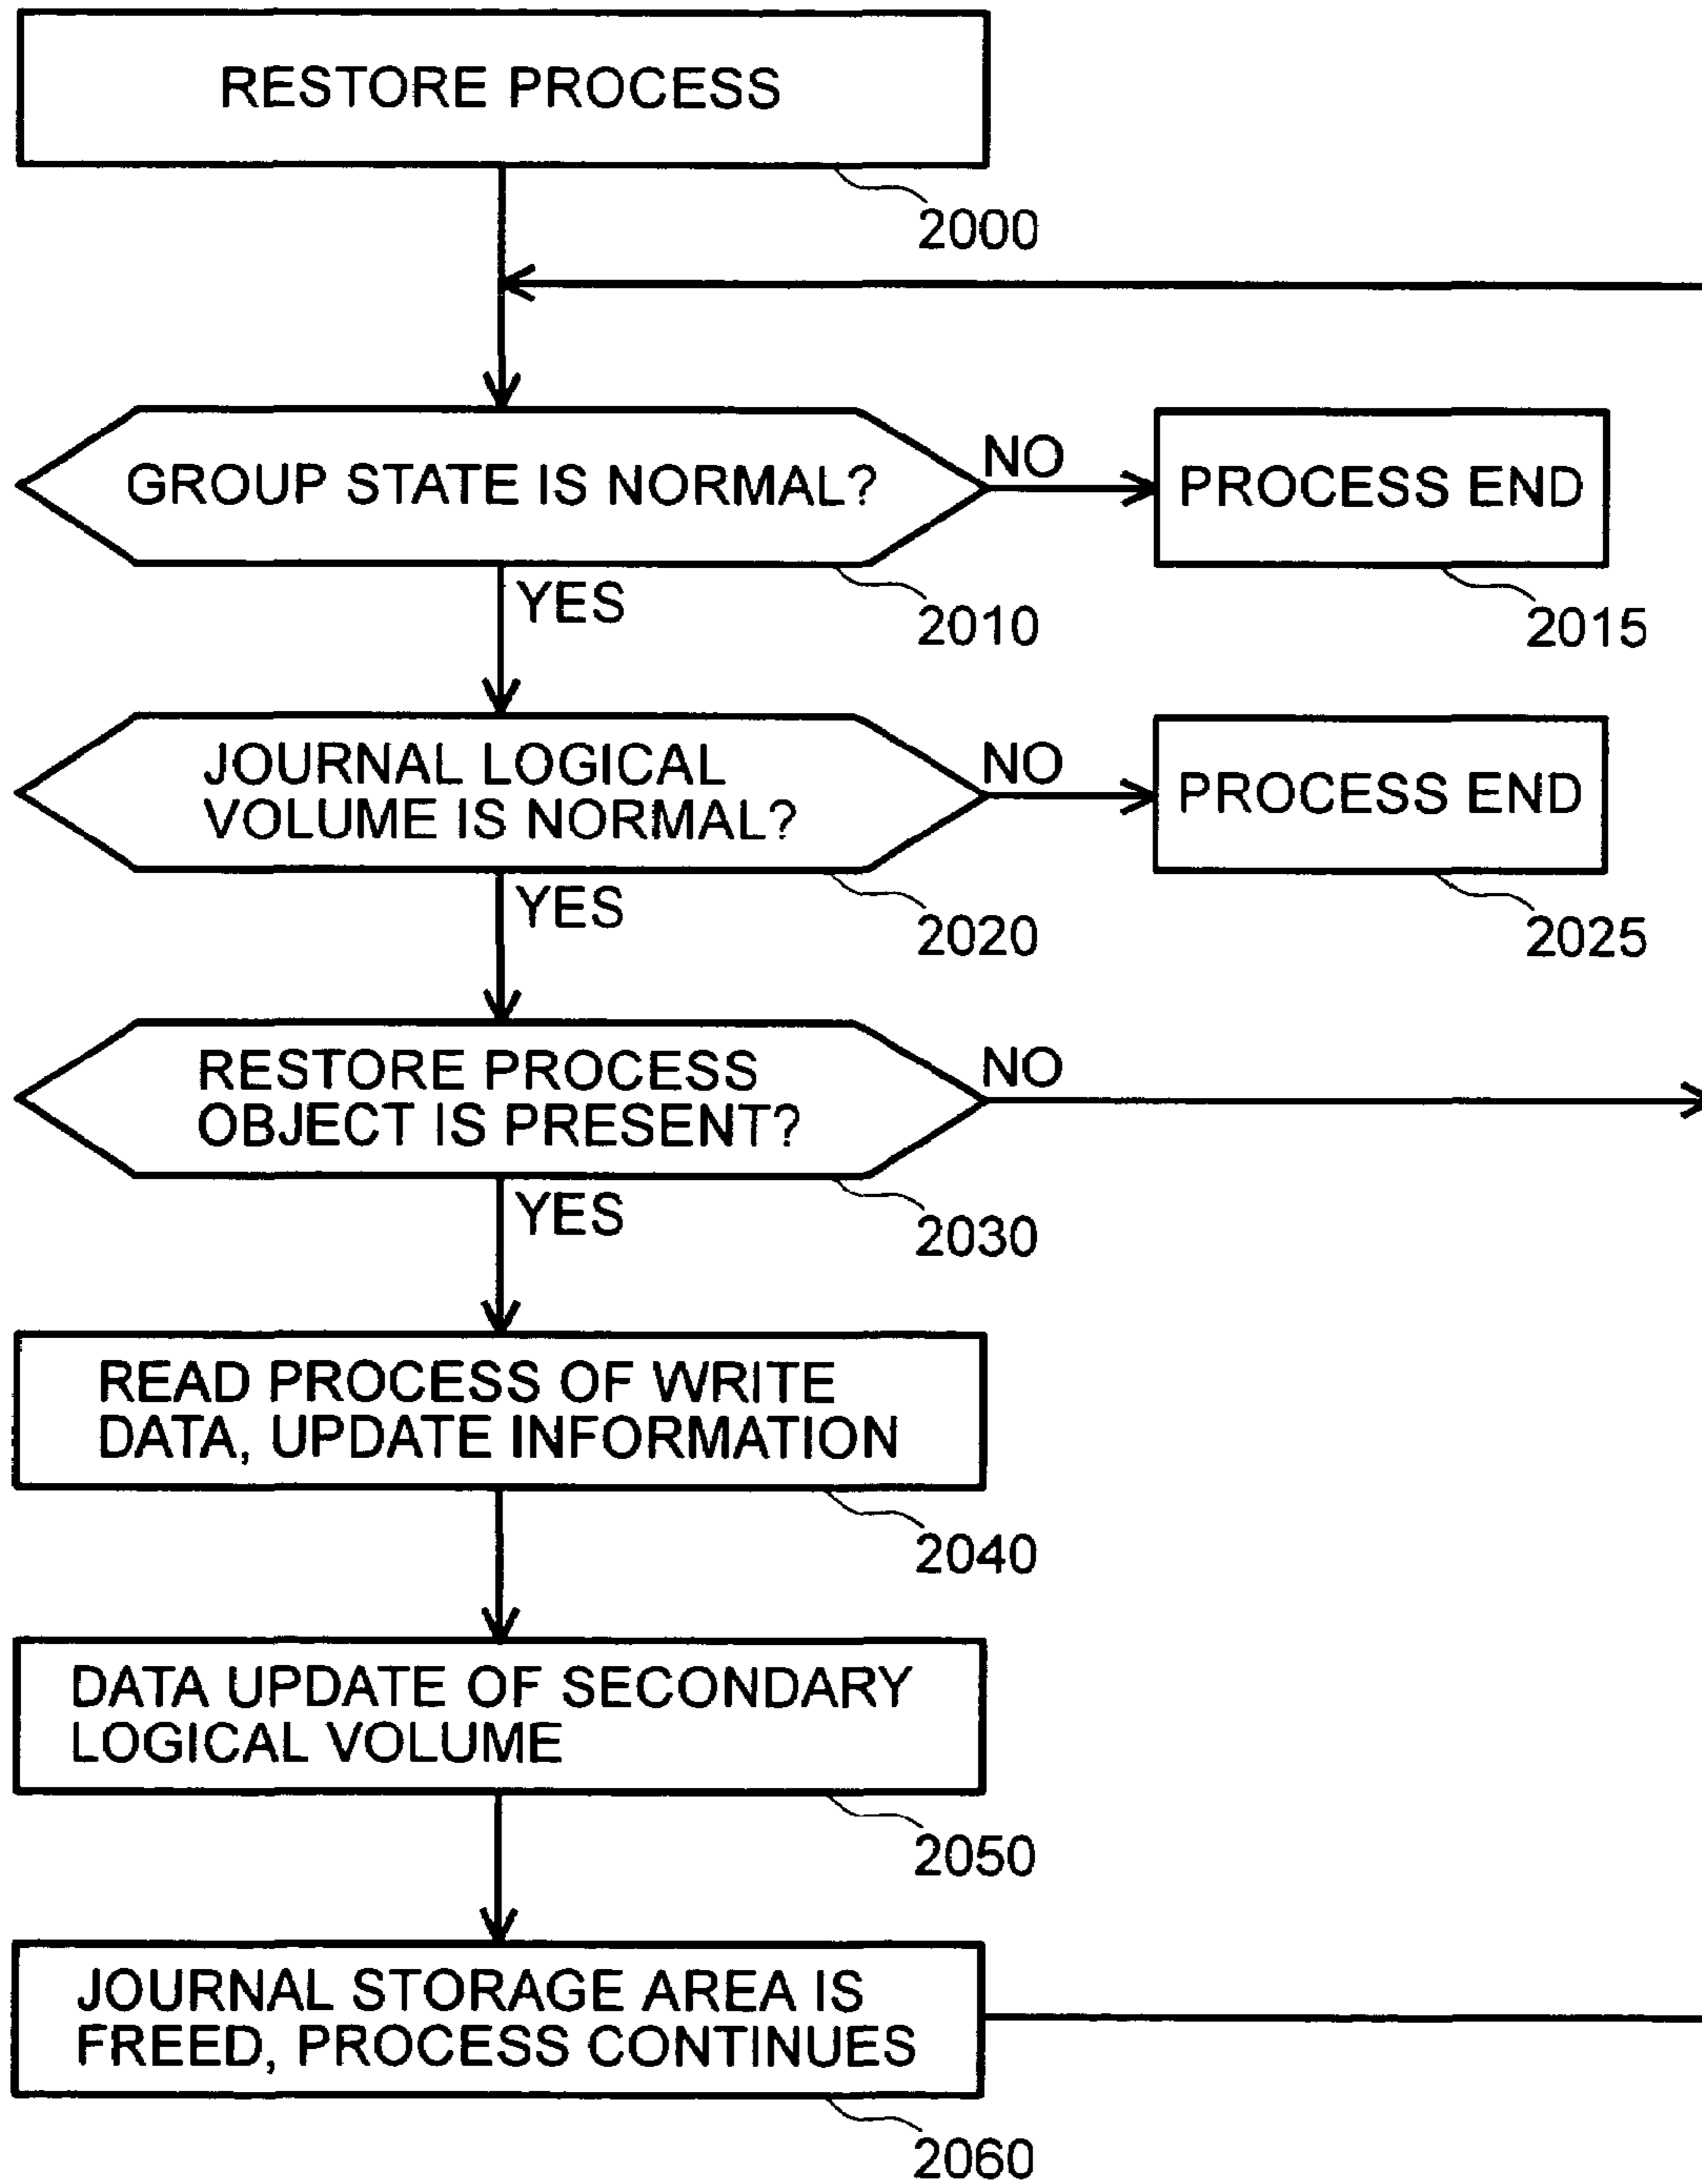 RESTORE PROCESS
2000
GROUP STATE IS NORMAL?
NO
PROCESS END
YES
2010
2015
JOURNAL LOGICAL
VOLUME IS NORMAL?
NO
PROCESS END
YES
2020
2025
RESTORE PROCESS
OBJECT IS PRESENT?
NO
YES
2030
READ PROCESS OF WRITE
DATA, UPDATE INFORMATION
2040
DATA UPDATE OF SECONDARY
LOGICAL VOLUME
2050
JOURNAL STORAGE AREA IS
FREED, PROCESS CONTINUES
2060